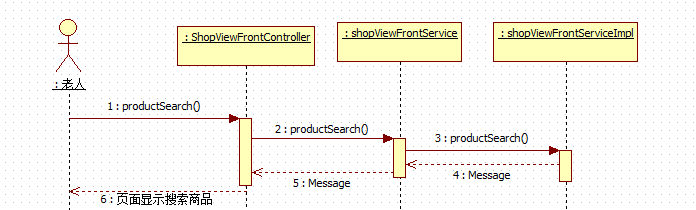 : ShopViewFrontController
: shopViewFrontService
: shopViewFrontServiceImpl
: 老人
1 : productSearch()
2 : productSearch()
3 : productSearch()
4 : Message
5 : Message
6 : 页面显示搜索商品